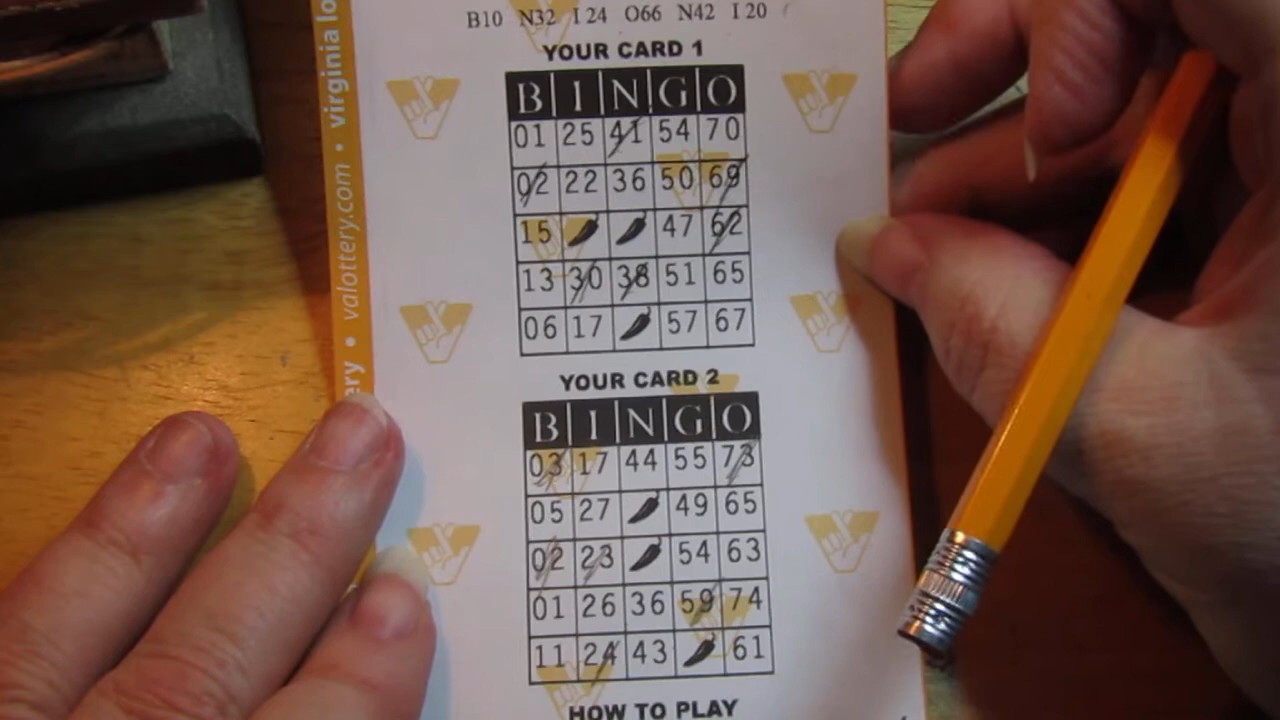 B10 N32 I24 O66 N42 I20
YOUR CARD 1
B I N G O
01 25 41 54 70
02 22 36 50 69
15 47 62
13 30 38 51 65
06 17 57 67
YOUR CARD 2
B I N G O
03 17 44 55 73
05 27 49 65
02 23 54 63
01 26 36 59 74
11 24 43 61
HOW TO PLAY
ery • valottery.com • virginia lo